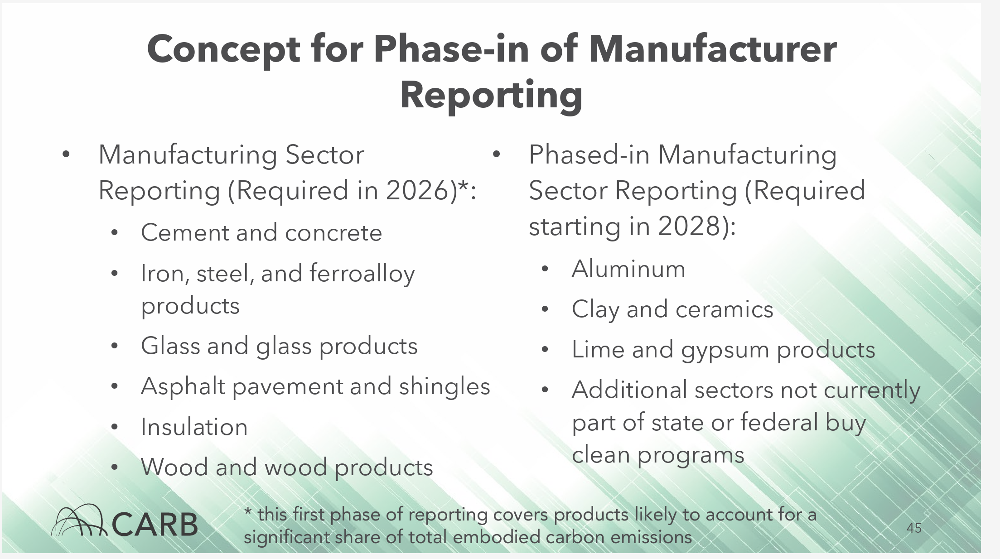 Concept for Phase-in of Manufacturer
Reporting
• Manufacturing Sector
Reporting (Required in 2026)*:
• Cement and concrete
• Iron, steel, and ferroalloy
products
• Glass and glass products
• Asphalt pavement and shingles
• Insulation
• Wood and wood products
• Phased-in Manufacturing
Sector Reporting (Required
starting in 2028):
• Aluminum
• Clay and ceramics
• Lime and gypsum products
• Additional sectors not currently
part of state or federal buy
clean programs
CARB
* this first phase of reporting covers products likely to account for a
significant share of total embodied carbon emissions
45